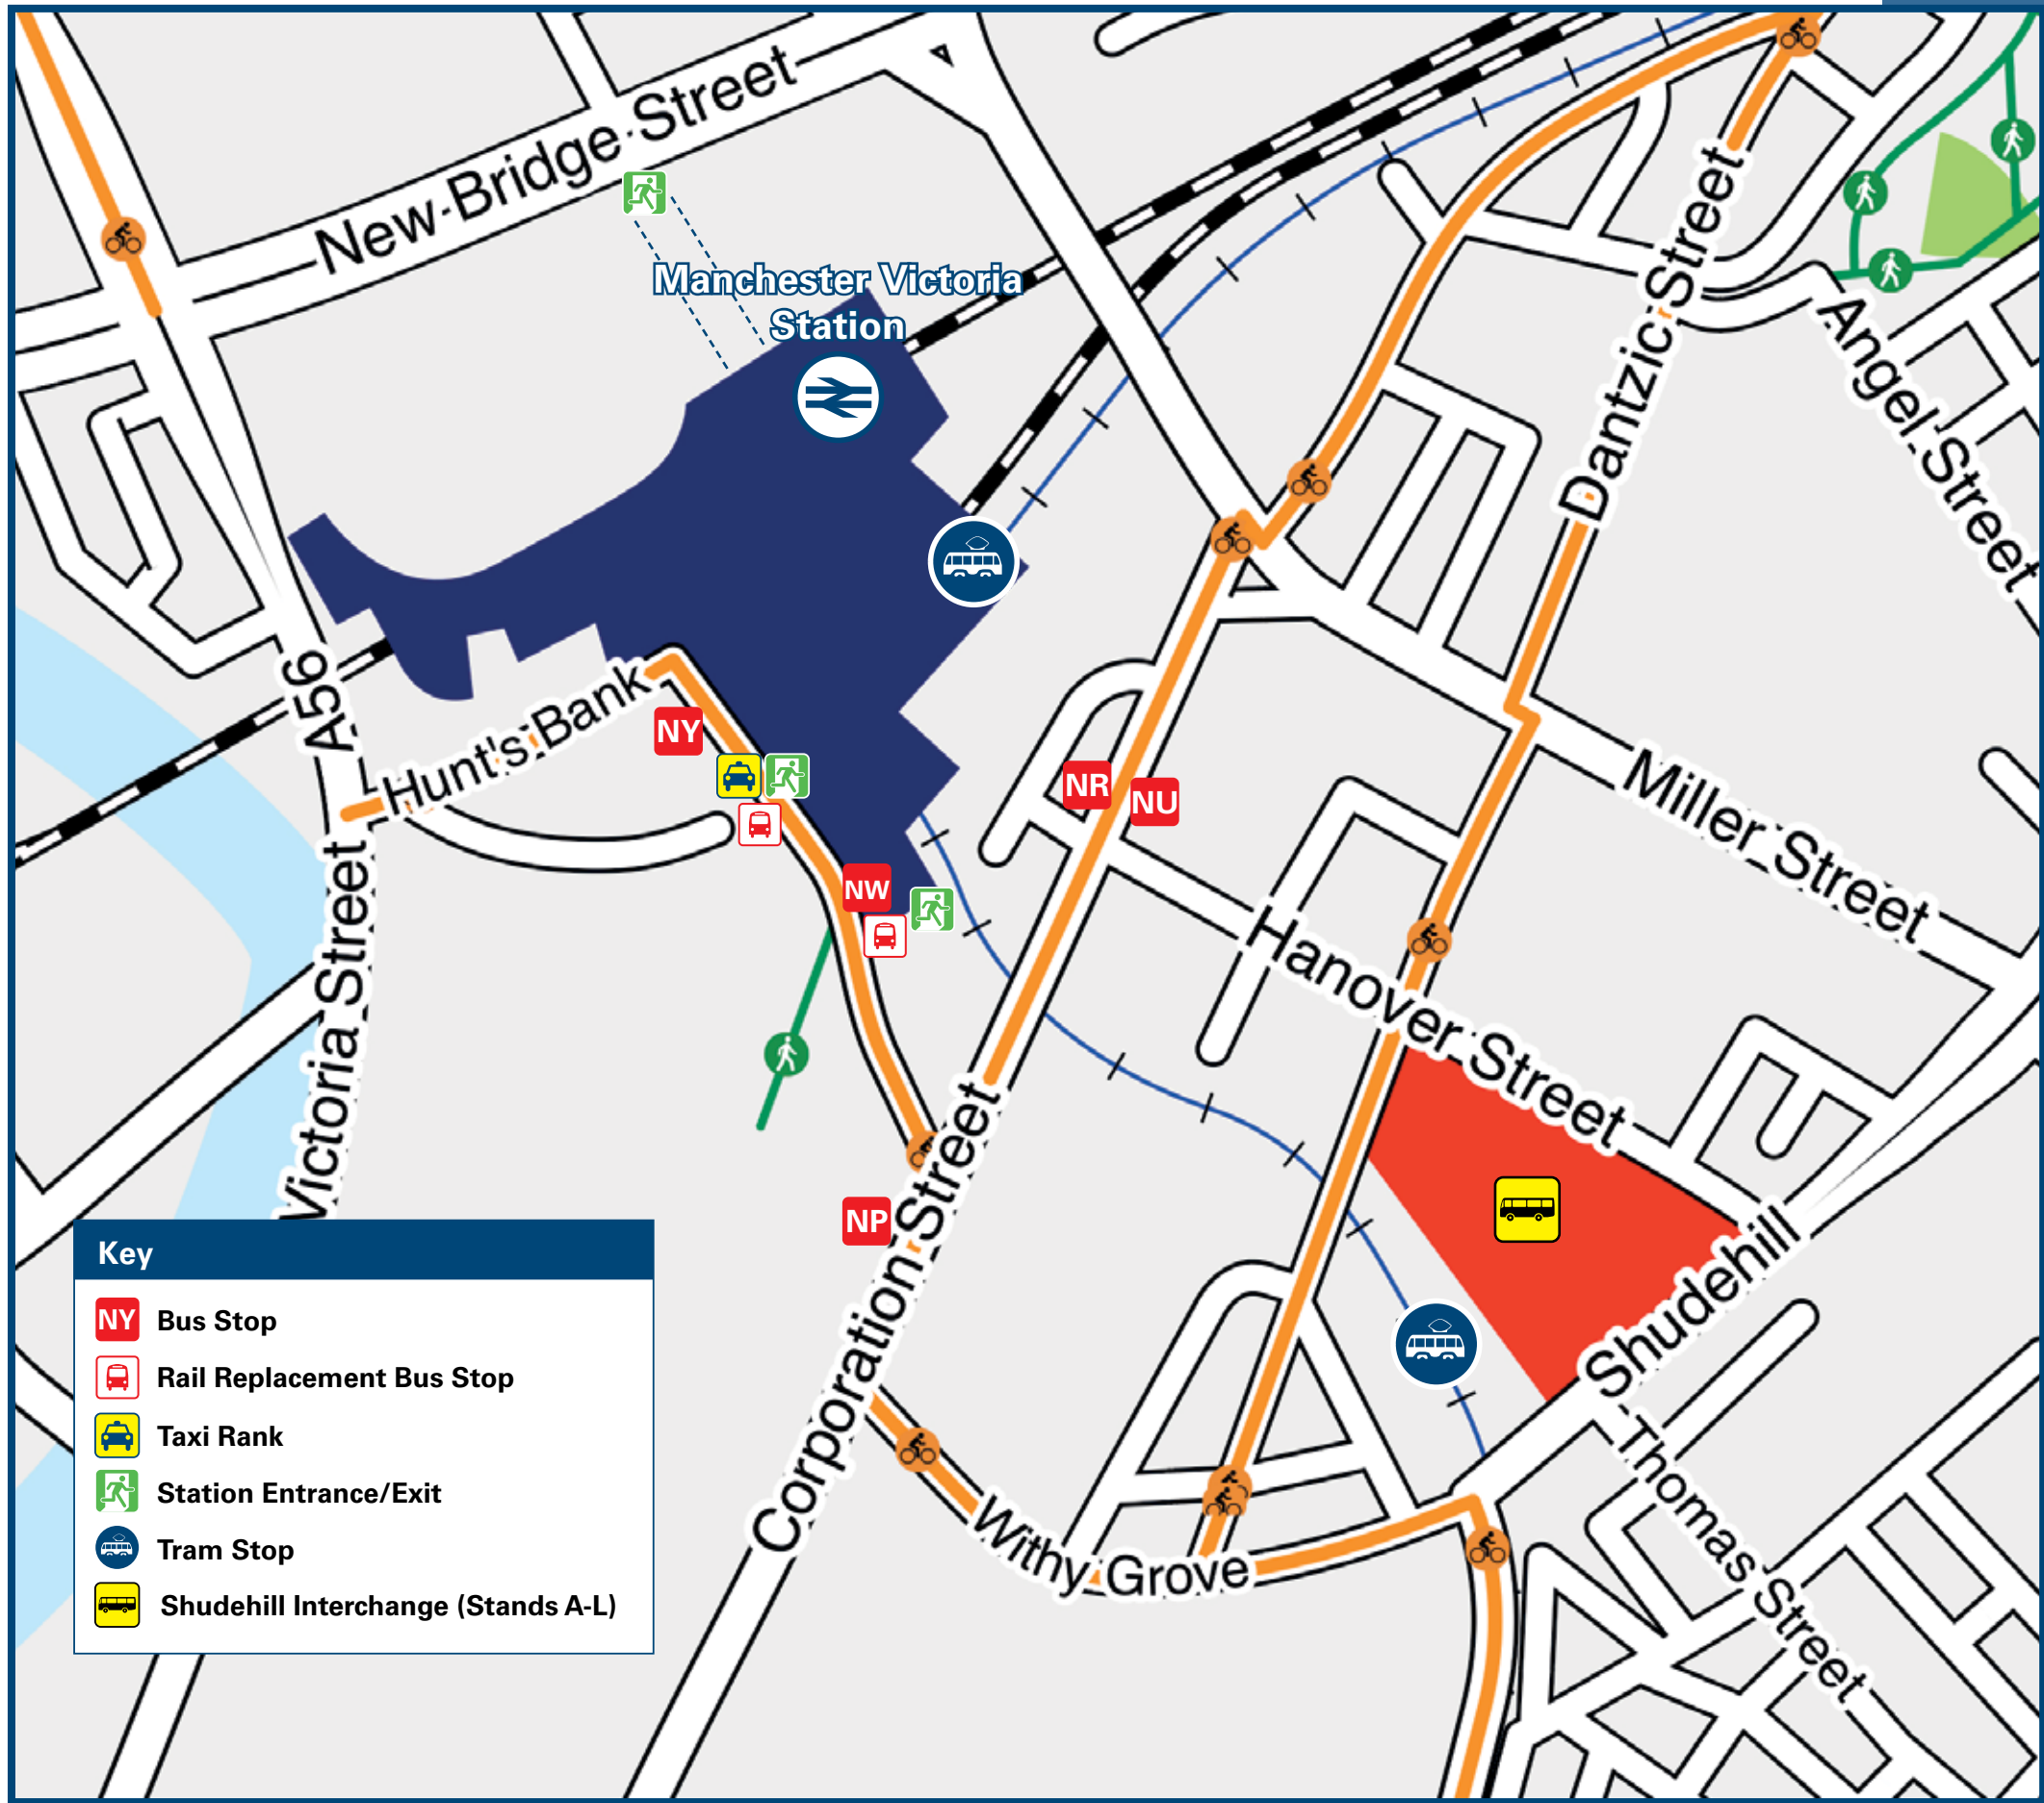 New Bridge Street
Manchester Victoria
Station
Dantzic Street
Angel Street
A56
Hunt's Bank
NY
NR
NU
NW
Miller Street
Hanover Street
Victoria Street
NP
Corporation Street
Shudehill
Withy Grove
Thomas Street
Key
NY
Bus Stop
Rail Replacement Bus Stop
Taxi Rank
Station Entrance/Exit
Tram Stop
Shudehill Interchange (Stands A-L)